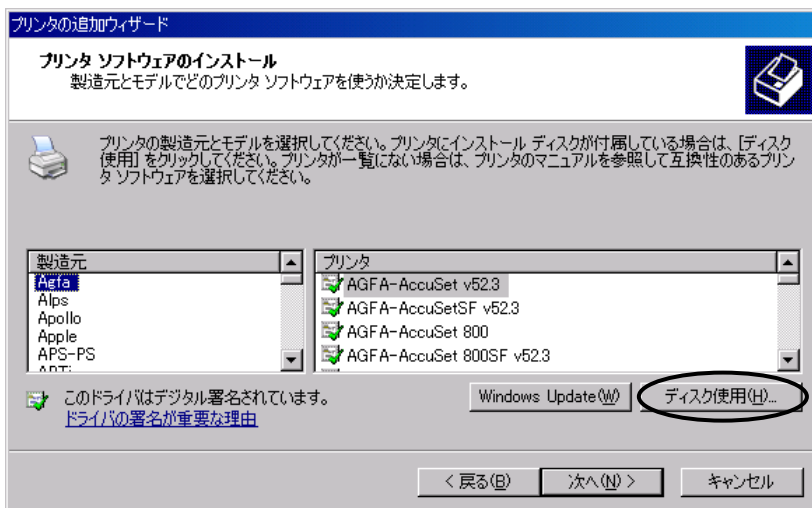 プリンタの追加ウィザード
プリンタ ソフトウェアのインストール
製造元とモデルでどのプリンタ ソフトウェアを使うか決定します。
プリンタの製造元とモデルを選択してください。プリンタにインストール ディスクが付属している場合は、[ディスク
使用] をクリックしてください。プリンタが一覧にない場合は、プリンタのマニュアルを参照して互換性のあるプリン
タ ソフトウェアを選択してください。
製造元
Agfa
Alps
Apollo
Apple
APS-PS
プリンタ
AGFA-AccuSet v52.3
AGFA-AccuSetSF v52.3
AGFA-AccuSet 800
AGFA-AccuSet 800SF v52.3
このドライバはデジタル署名されています。
ドライバの署名が重要な理由
Windows Update(W)
ディスク使用(H)...
< 戻る(B)
次へ(N) >
キャンセル